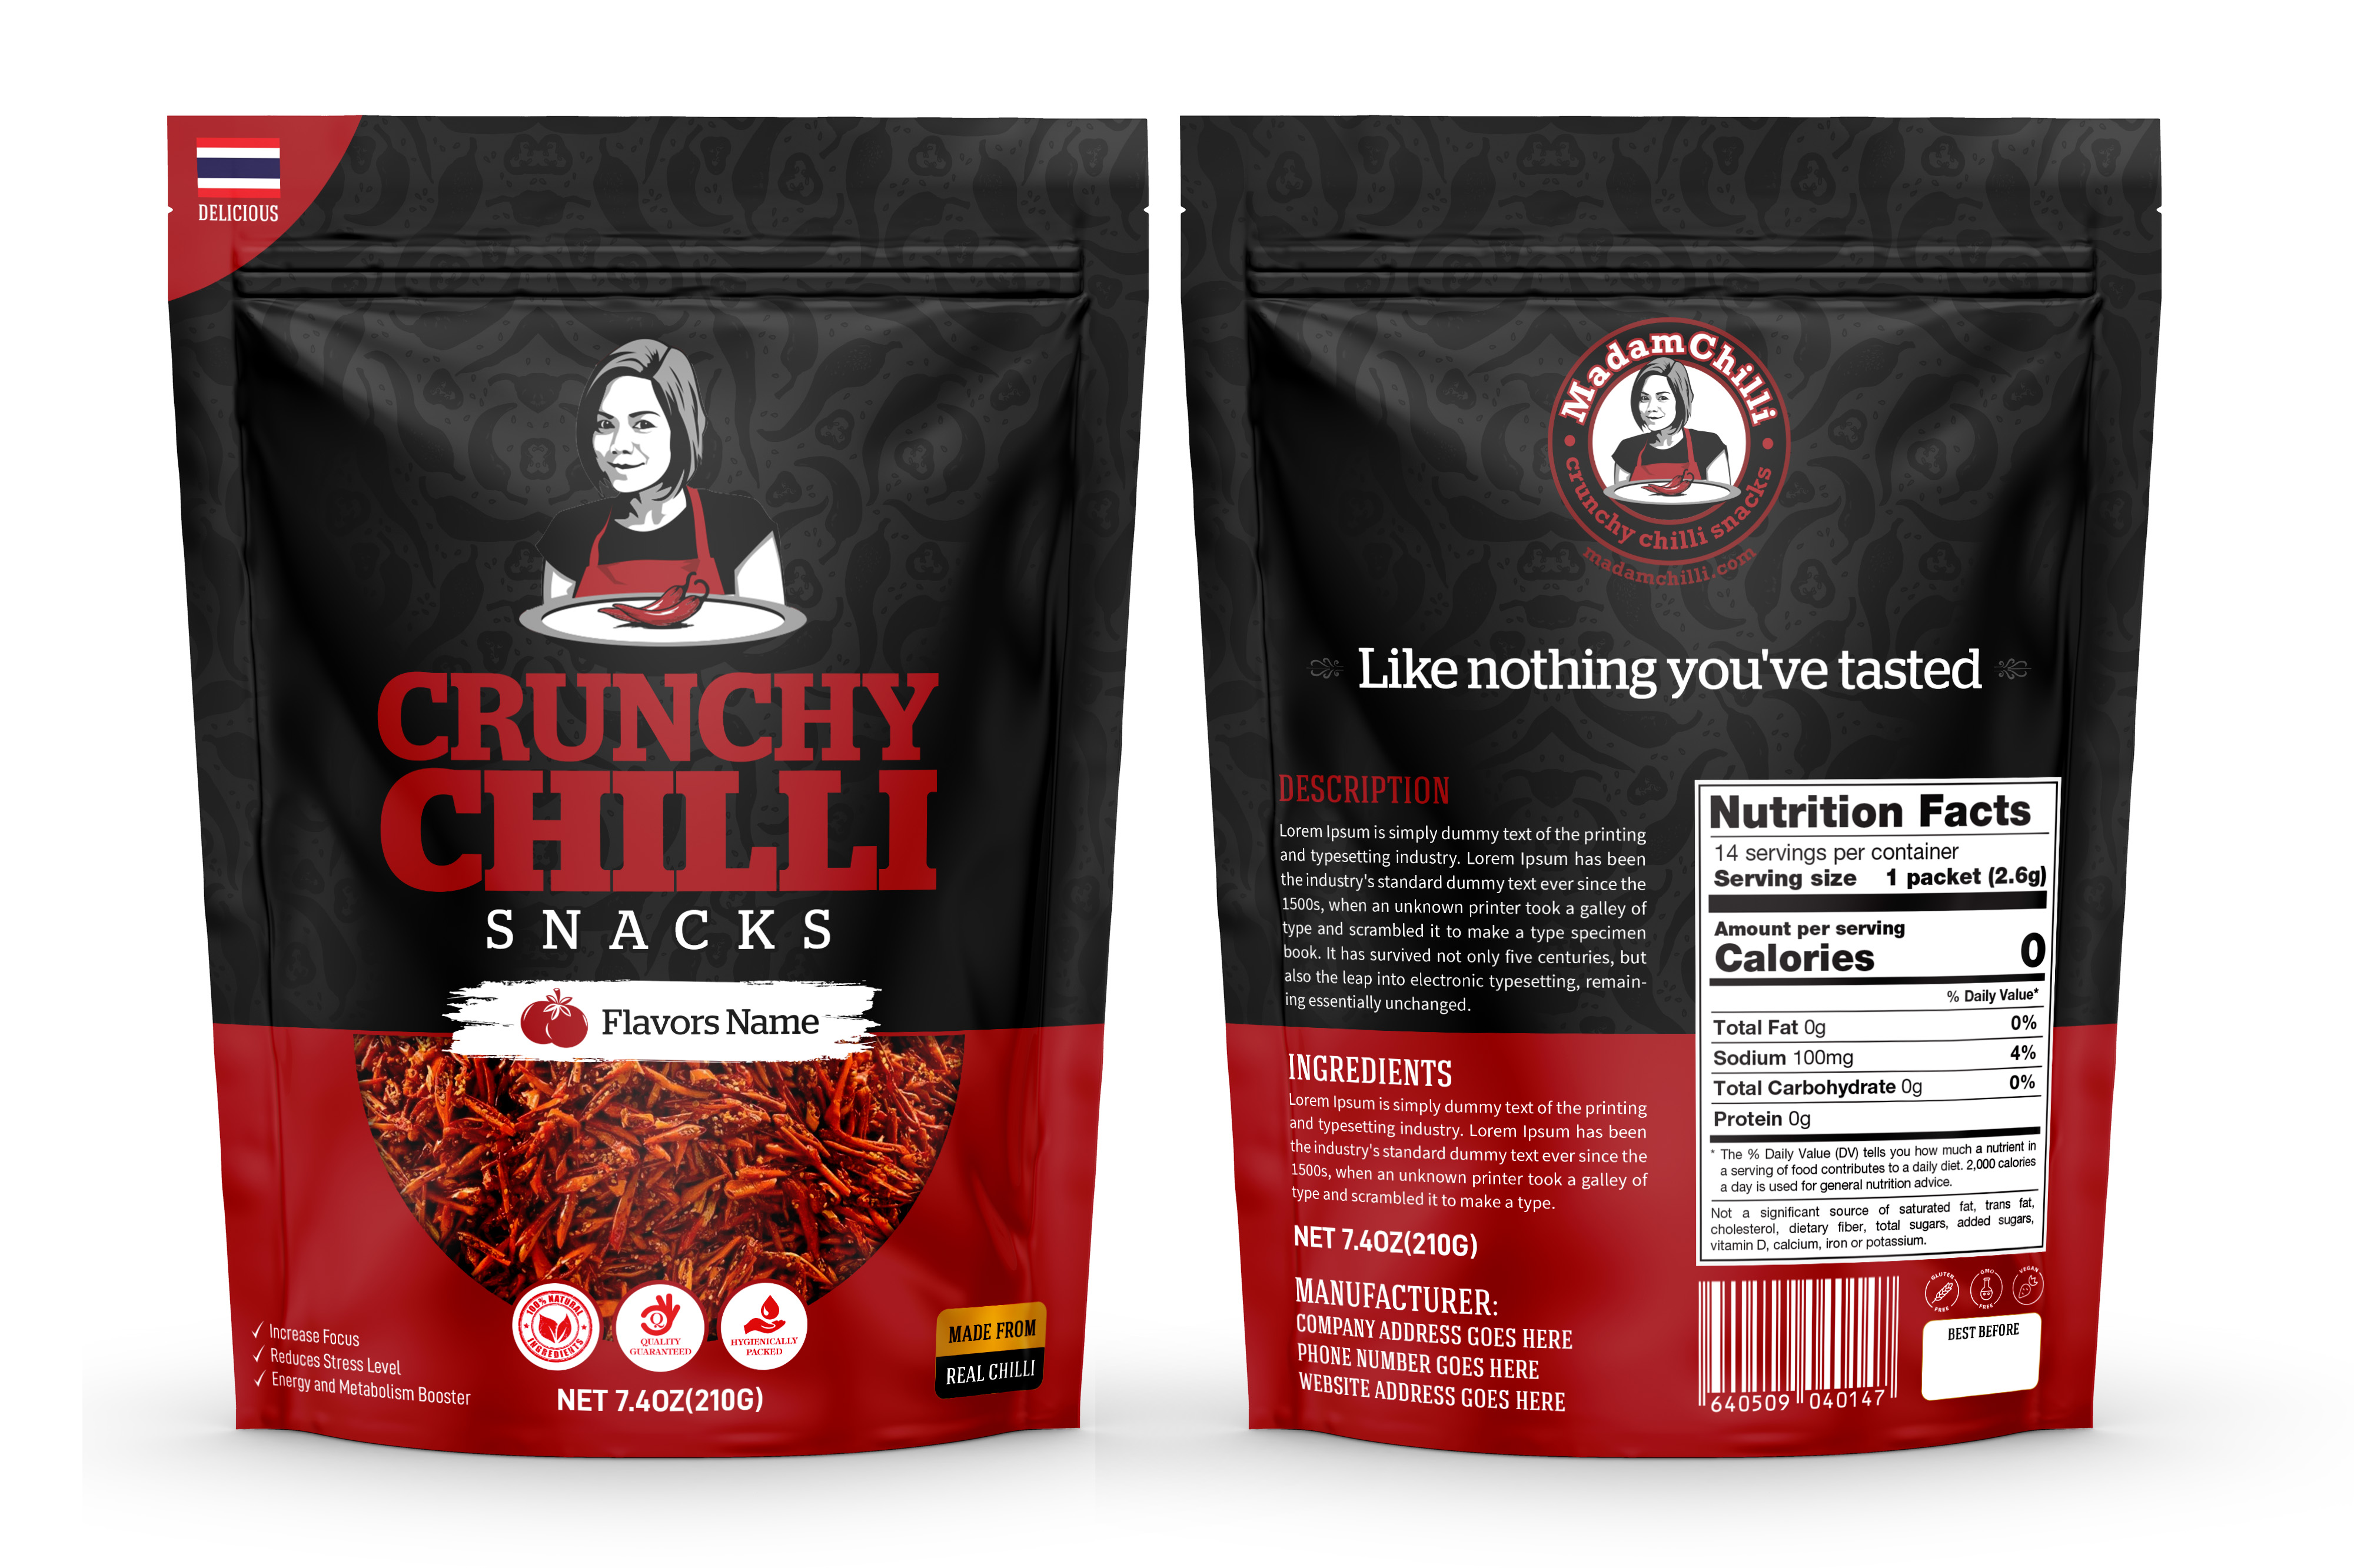 DELICIOUS
CRUNCHY
CHILLI
SNACKS
Flavors Name
100% NATURAL
INGREDIENTS
Q
QUALITY
GUARANTEED
HYGIENICALLY
PACKED
Increase Focus
Reduces Stress Level
Energy and Metabolism Booster
NET 7.4OZ(210G)
MADE FROM
REAL CHILLI
MadamChilli
crunchy chilli snacks
madamchilli.com
Like nothing you've tasted
DESCRIPTION
Lorem Ipsum is simply dummy text of the printing
and typesetting industry. Lorem Ipsum has been
the industry's standard dummy text ever since the
1500s, when an unknown printer took a galley of
type and scrambled it to make a type specimen
book. It has survived not only five centuries, but
also the leap into electronic typesetting, remain-
ing essentially unchanged.
INGREDIENTS
Lorem Ipsum is simply dummy text of the printing
and typesetting industry. Lorem Ipsum has been
the industry's standard dummy text ever since the
1500s, when an unknown printer took a galley of
type and scrambled it to make a type.
NET 7.4OZ(210G)
MANUFACTURER:
COMPANY ADDRESS GOES HERE
PHONE NUMBER GOES HERE
WEBSITE ADDRESS GOES HERE
Nutrition Facts
14 servings per container
Serving size 1 packet (2.6g)
Amount per serving
Calories 0
% Daily Value*
Total Fat 0g 0%
Sodium 100mg 4%
Total Carbohydrate 0g 0%
Protein 0g
* The % Daily Value (DV) tells you how much a nutrient in
a serving of food contributes to a daily diet. 2,000 calories
a day is used for general nutrition advice.
Not a significant source of saturated fat, trans fat,
cholesterol, dietary fiber, total sugars, added sugars,
vitamin D, calcium, iron or potassium.
640509 040147
GLUTEN FREE
GMO FREE
VEGAN
BEST BEFORE